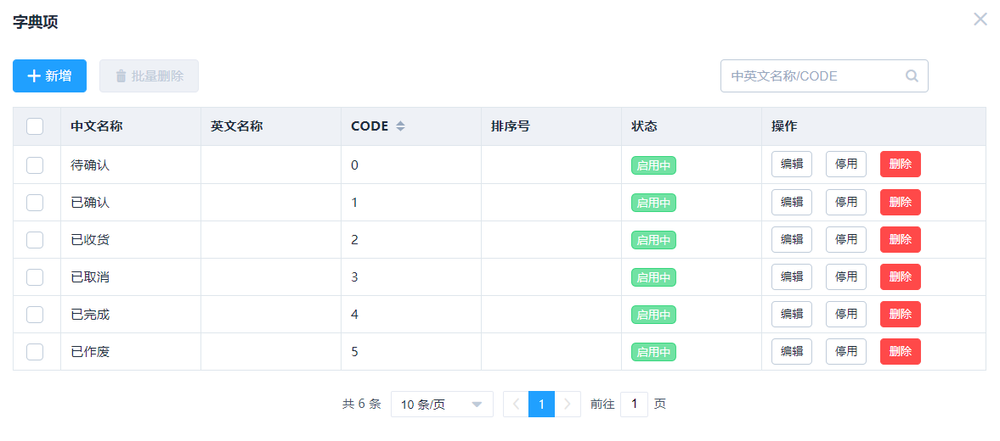 字典项
新增 批量删除 中英文名称/CODE
中文名称 英文名称 CODE 排序号 状态 操作
待确认 0 启用中 编辑 停用 删除
已确认 1 启用中 编辑 停用 删除
已收货 2 启用中 编辑 停用 删除
已取消 3 启用中 编辑 停用 删除
已完成 4 启用中 编辑 停用 删除
已作废 5 启用中 编辑 停用 删除
共 6 条 10 条/页 1 前往 1 页